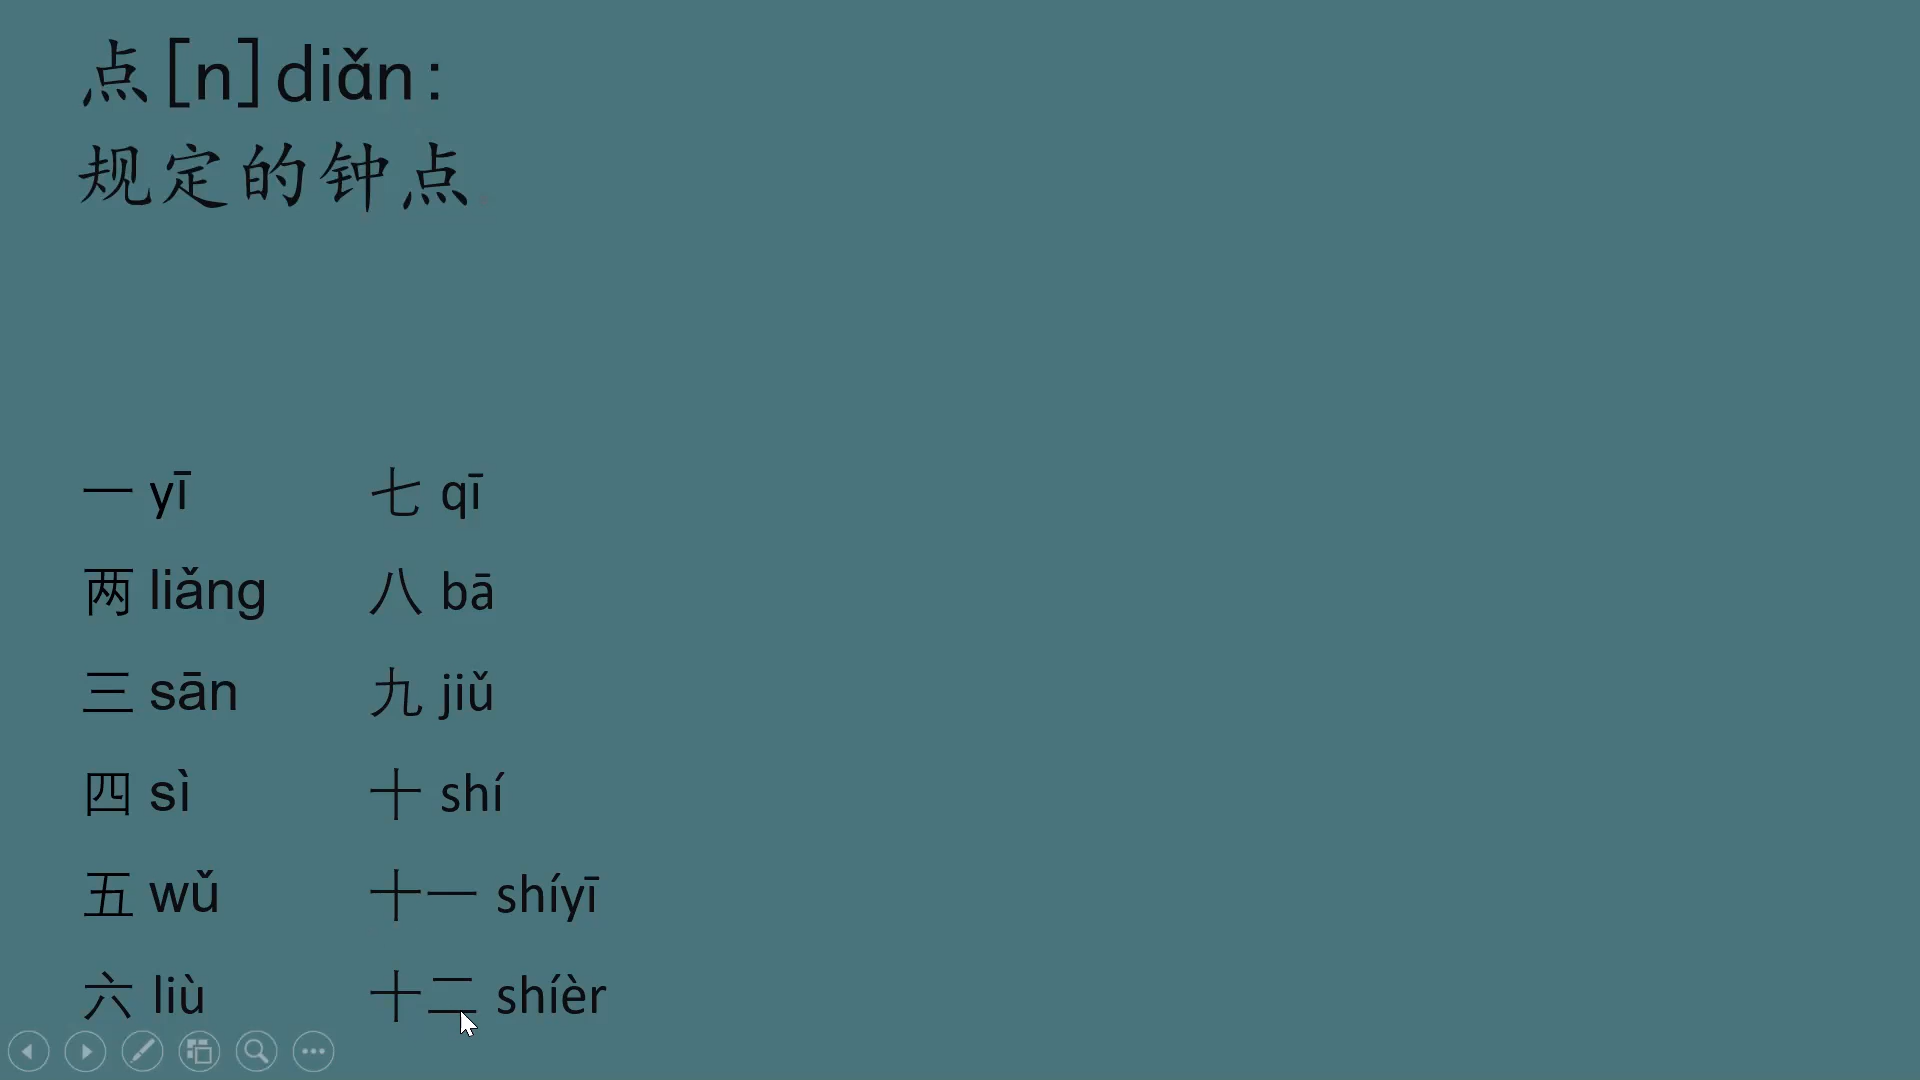 点[n]diǎn:
规定的钟点
一 yī
两 liǎng
三 sān
四 sì
五 wǔ
六 liù
七 qī
八 bā
九 jiǔ
十 shí
十一 shíyī
十二 shíèr